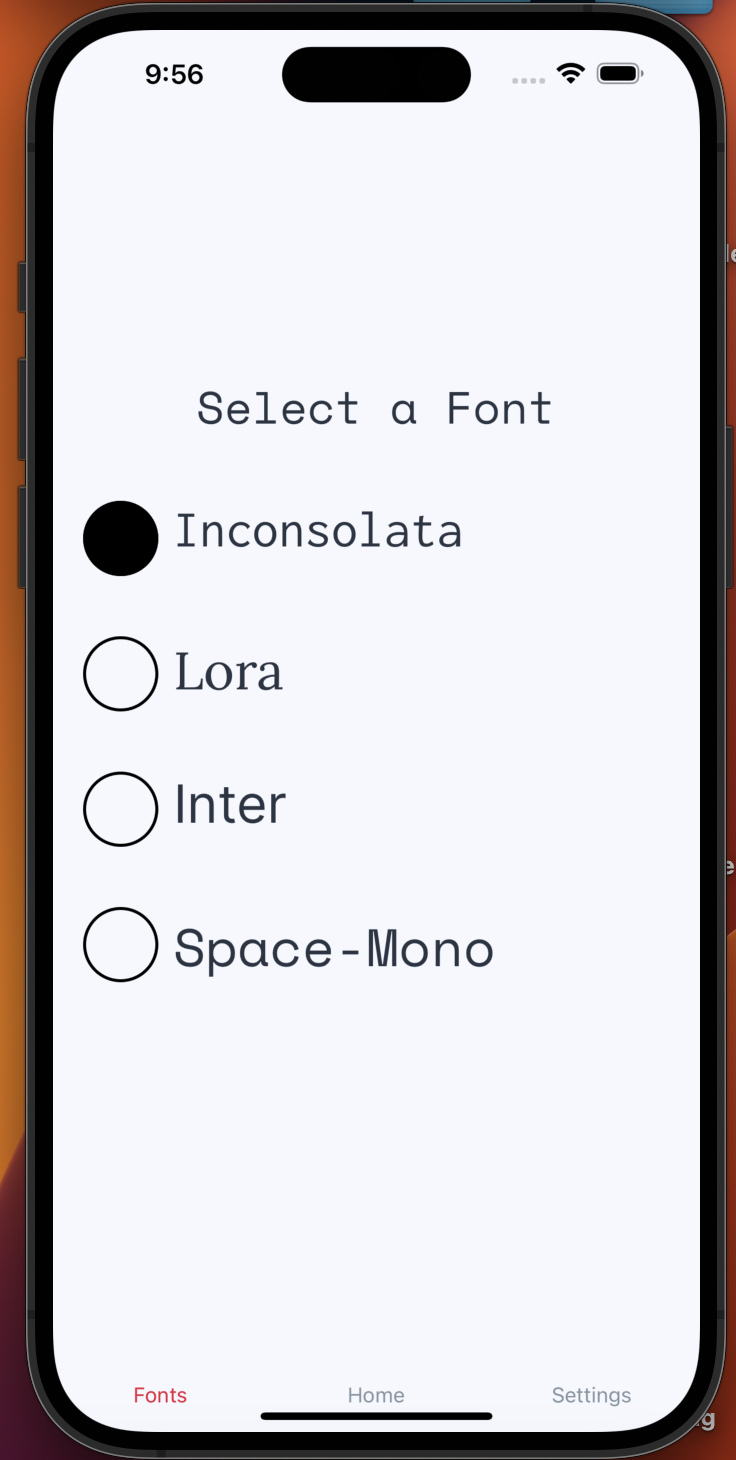 9:56
Select a Font
Inconsolata
Lora
Inter
Space-Mono
Fonts Home Settings